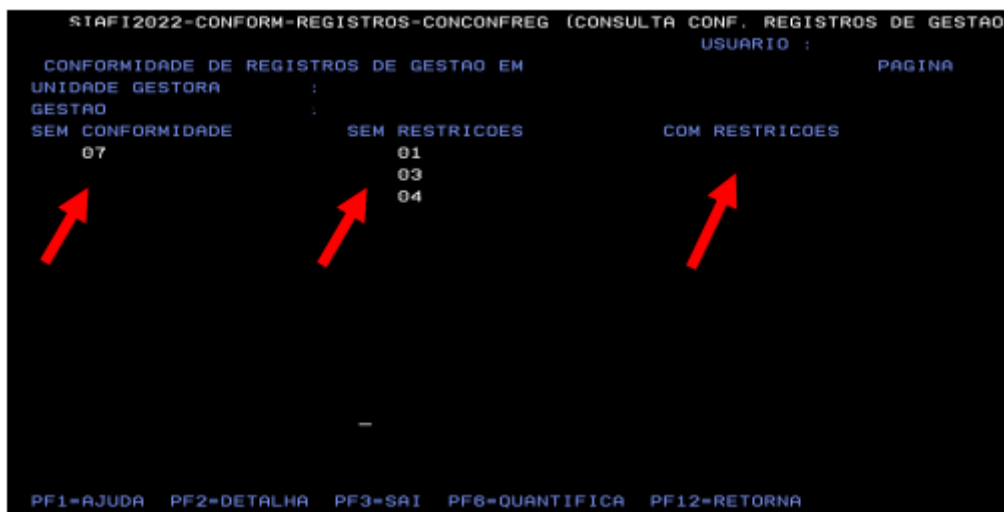 SIAFI2022-CONFORM-REGISTROS-CONCONFREG (CONSULTA CONF. REGISTROS DE GESTAO
USUARIO :
CONFORMIDADE DE REGISTROS DE GESTAO EM PAGINA
UNIDADE GESTORA :
GESTAO :
SEM CONFORMIDADE SEM RESTRICOES COM RESTRICOES
07 01
03
04
PF1=AJUDA PF2=DETALHA PF3=SAI PF6=QUANTIFICA PF12=RETORNA